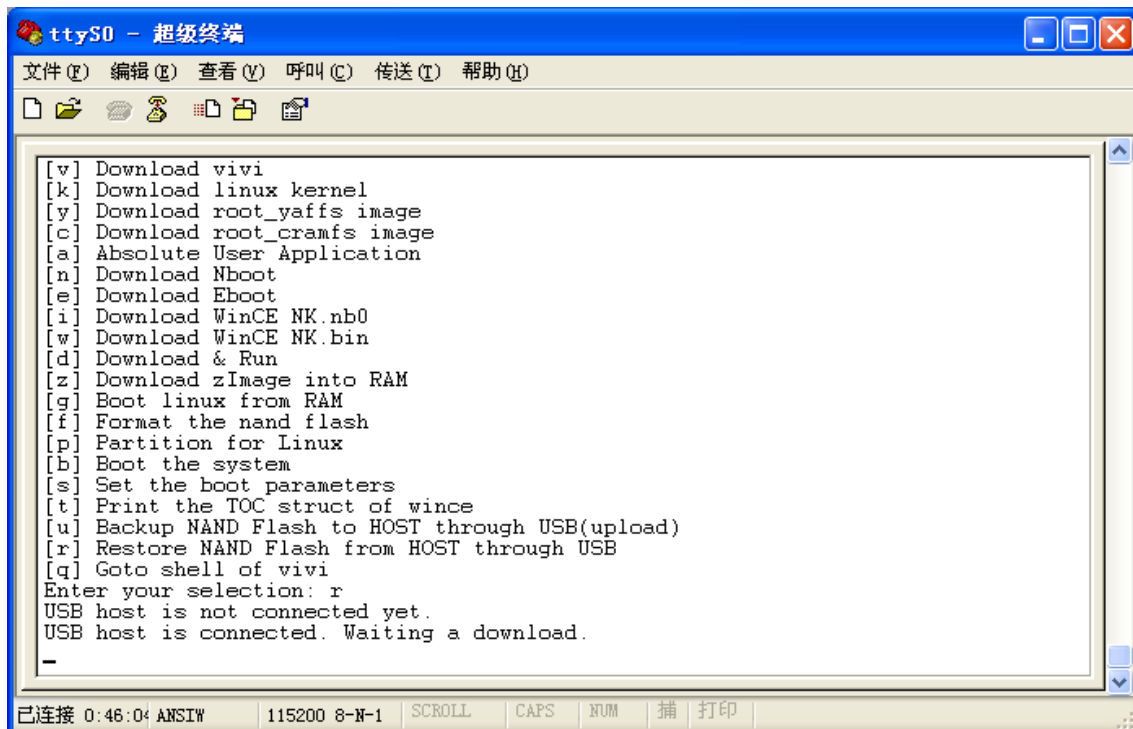 ttyS0 - 超级终端
文件(F) 编辑(E) 查看(V) 呼叫(C) 传送(T) 帮助(H)
[v] Download vivi
[k] Download linux kernel
[y] Download root_yaffs image
[c] Download root_cramfs image
[a] Absolute User Application
[n] Download Nboot
[e] Download Eboot
[i] Download WinCE NK.nb0
[w] Download WinCE NK.bin
[d] Download & Run
[z] Download zImage into RAM
[g] Boot linux from RAM
[f] Format the nand flash
[p] Partition for Linux
[b] Boot the system
[s] Set the boot parameters
[t] Print the TOC struct of wince
[u] Backup NAND Flash to HOST through USB(upload)
[r] Restore NAND Flash from HOST through USB
[q] Goto shell of vivi
Enter your selection: r
USB host is not connected yet.
USB host is connected. Waiting a download.
已连接 0:46:04 ANSIW 115200 8-N-1 SCROLL CAPS NUM 捕 打印